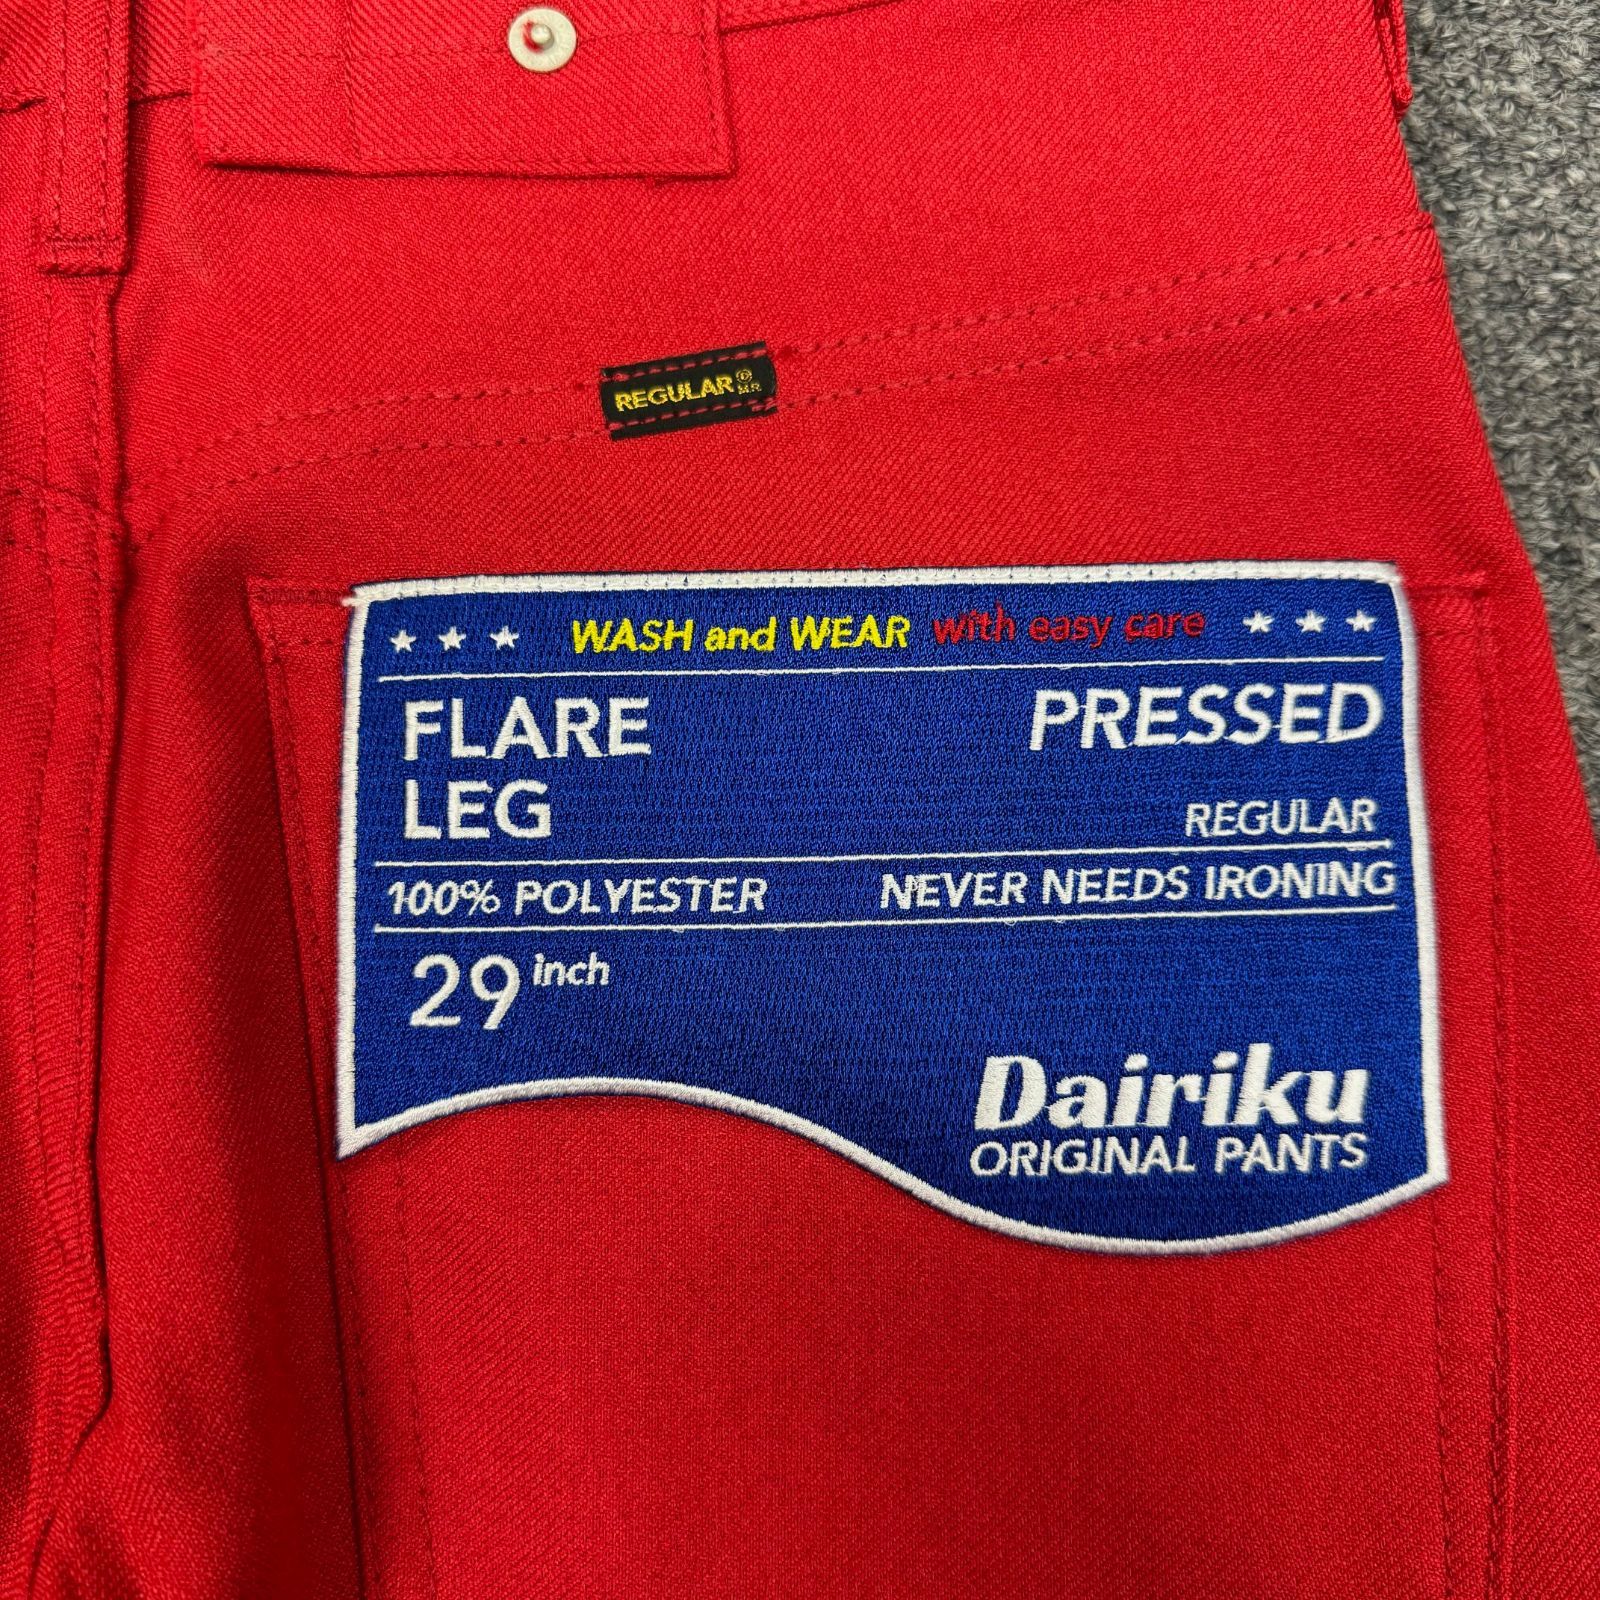 REGULAR® M.R.
★ ★ ★ WASH and WEAR with easy care ★ ★ ★
FLARE LEG
PRESSED
REGULAR
100% POLYESTER NEVER NEEDS IRONING
29 inch
Dairiku
ORIGINAL PANTS